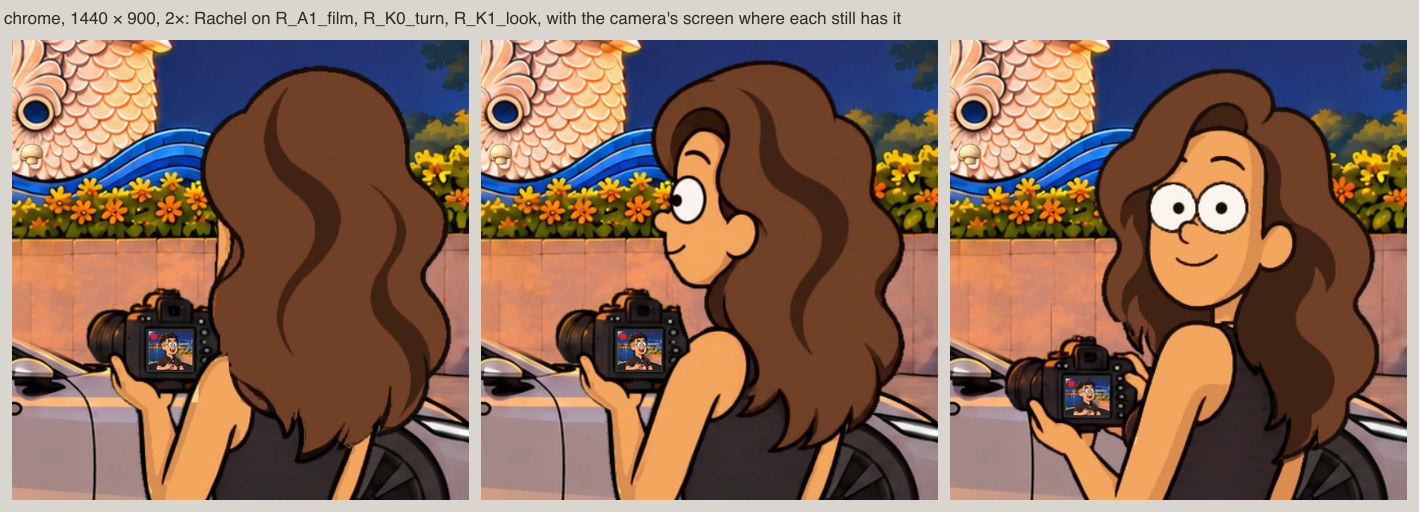 chrome, 1440 × 900, 2×: Rachel on R_A1_film, R_K0_turn, R_K1_look, with the camera's screen where each still has it